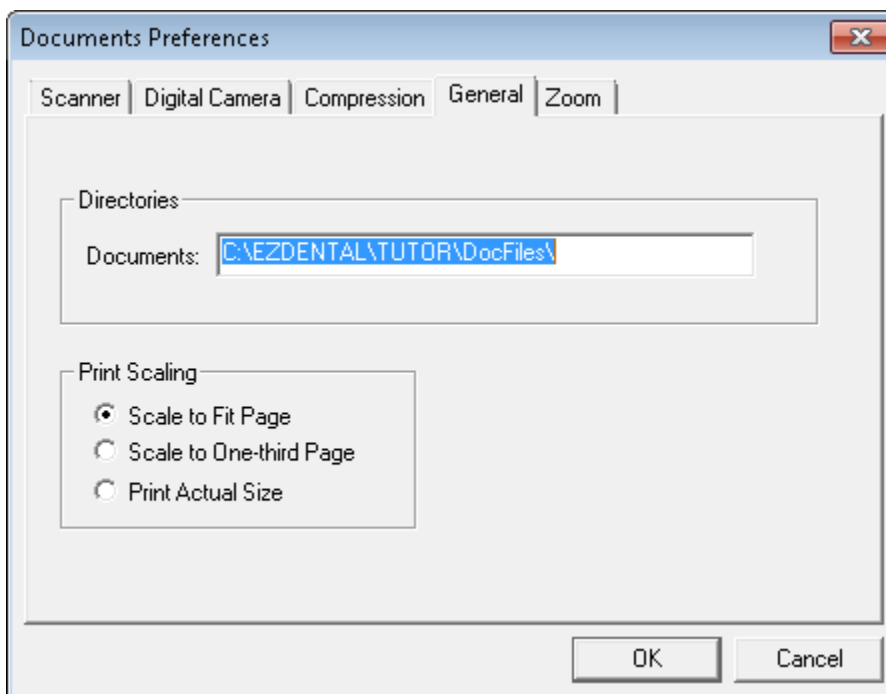 Documents Preferences
Scanner Digital Camera Compression General Zoom
Directories
Documents: C:\EZDENTAL\TUTOR\DocFiles\
Print Scaling
Scale to Fit Page
Scale to One-third Page
Print Actual Size
OK Cancel